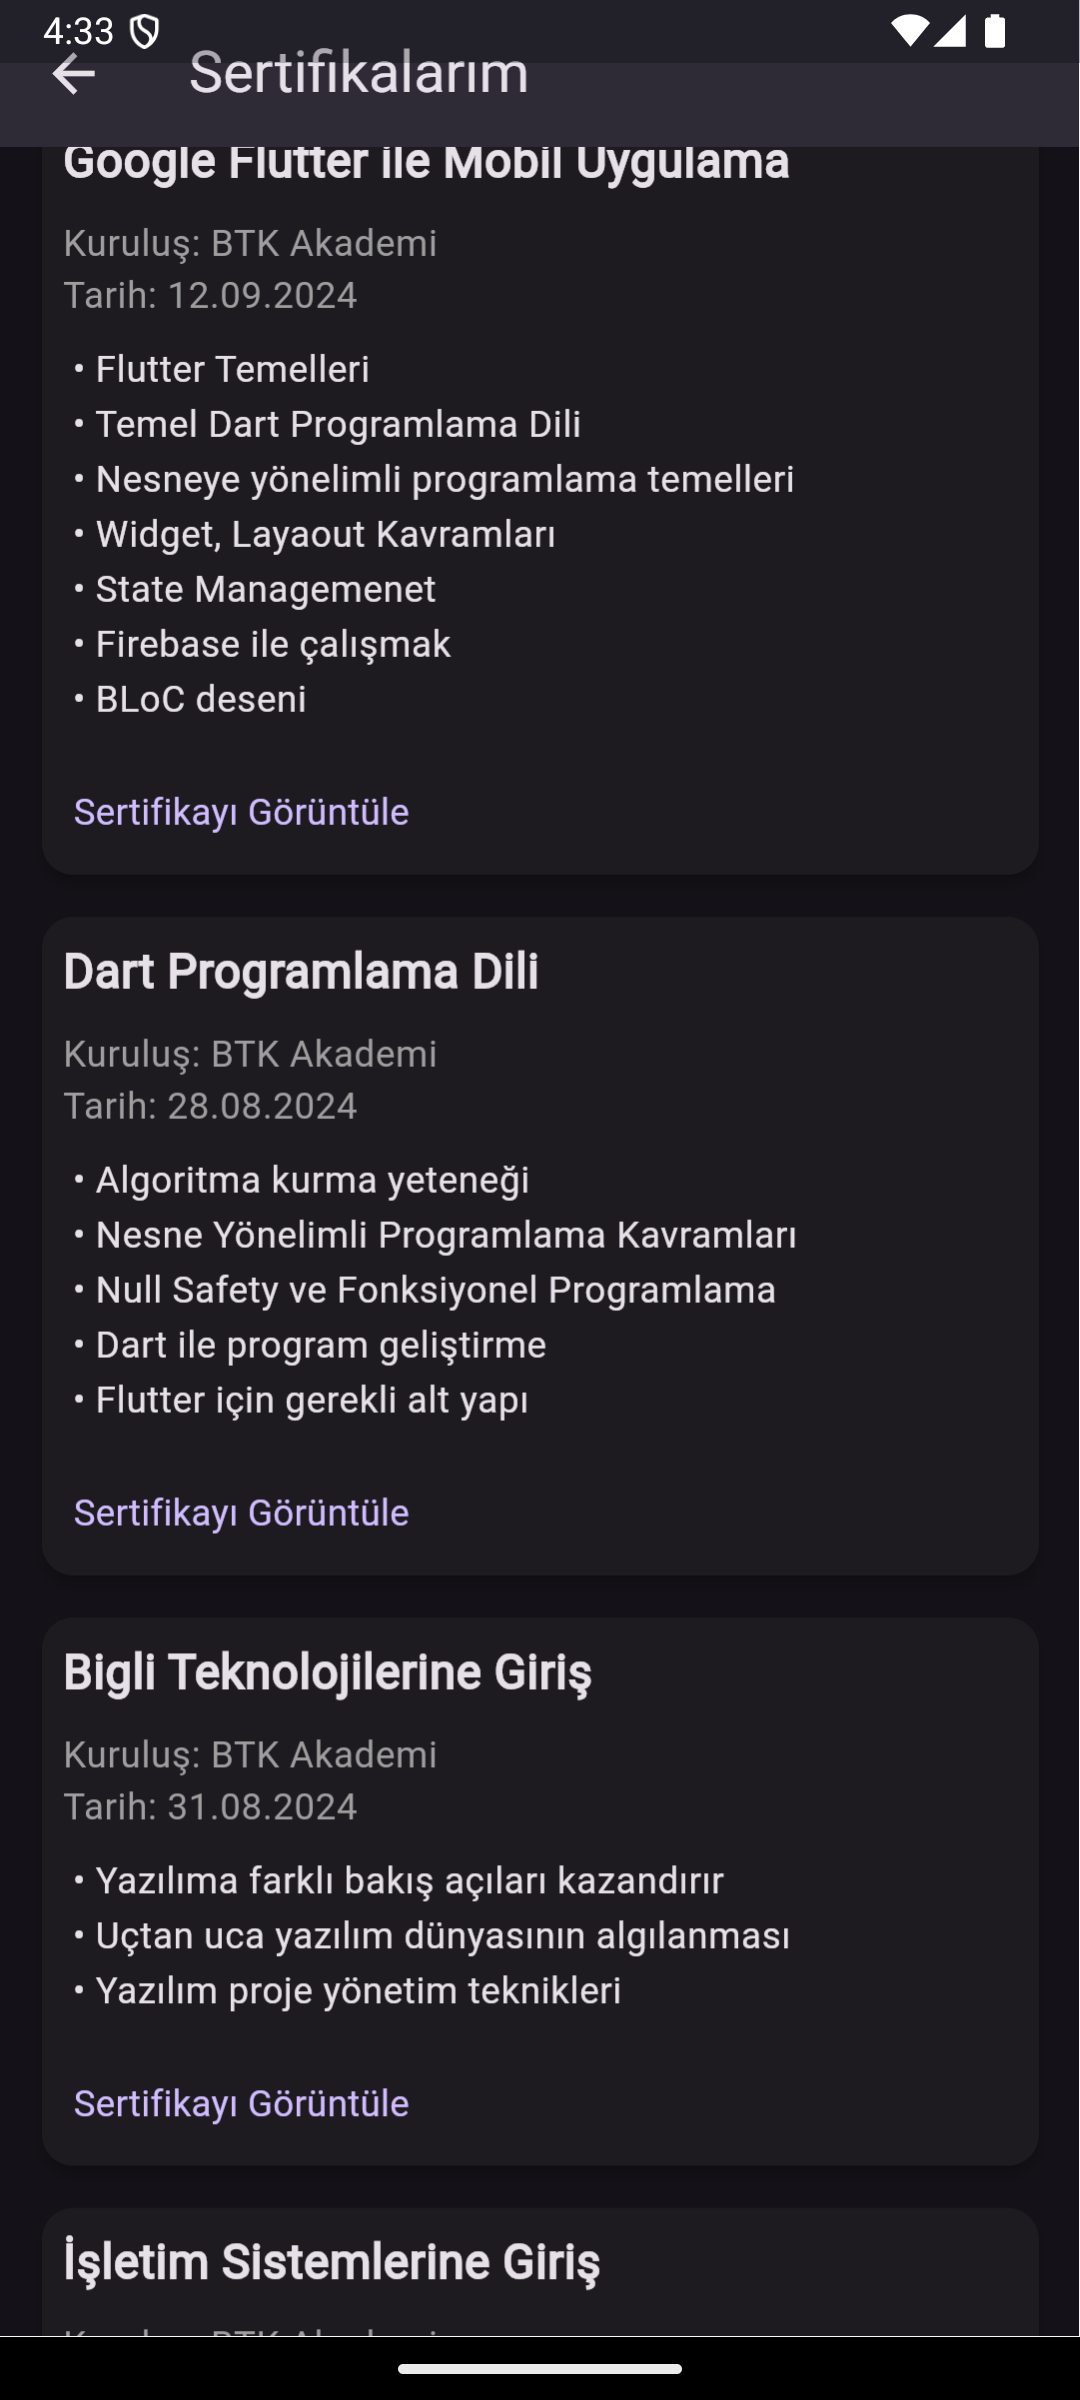 4:33
Sertifikalarım
Google Flutter ile Mobil Uygulama
Kuruluş: BTK Akademi
Tarih: 12.09.2024
• Flutter Temelleri
• Temel Dart Programlama Dili
• Nesneye yönelimli programlama temelleri
• Widget, Layaout Kavramları
• State Managemenet
• Firebase ile çalışmak
• BLoC deseni
Sertifikayı Görüntüle
Dart Programlama Dili
Kuruluş: BTK Akademi
Tarih: 28.08.2024
• Algoritma kurma yeteneği
• Nesne Yönelimli Programlama Kavramları
• Null Safety ve Fonksiyonel Programlama
• Dart ile program geliştirme
• Flutter için gerekli alt yapı
Sertifikayı Görüntüle
Bigli Teknolojilerine Giriş
Kuruluş: BTK Akademi
Tarih: 31.08.2024
• Yazılıma farklı bakış açıları kazandırır
• Uçtan uca yazılım dünyasının algılanması
• Yazılım proje yönetim teknikleri
Sertifikayı Görüntüle
İşletim Sistemlerine Giriş